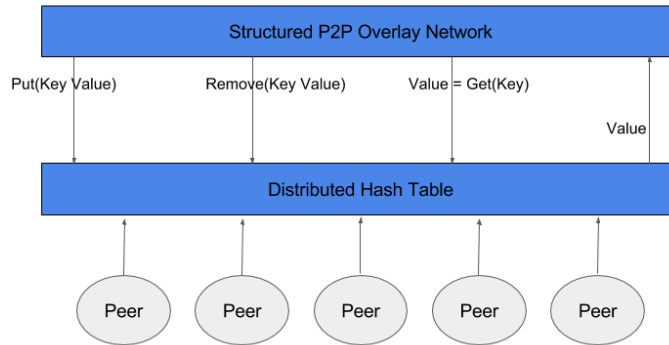 Structured P2P Overlay Network
Put(Key Value)
Remove(Key Value)
Value = Get(Key)
Value
Distributed Hash Table
Peer
Peer
Peer
Peer
Peer